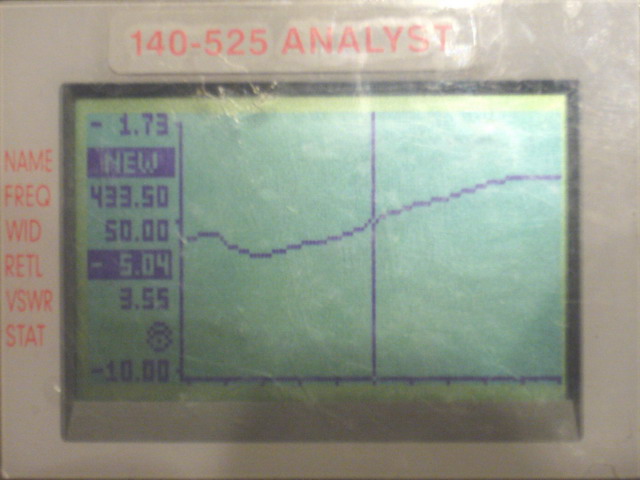 140-525 ANALYST
- 1.73
NAME NEW
FREQ 433.50
WID 50.00
RETL - 5.04
VSWR 3.55
STAT
-10.00